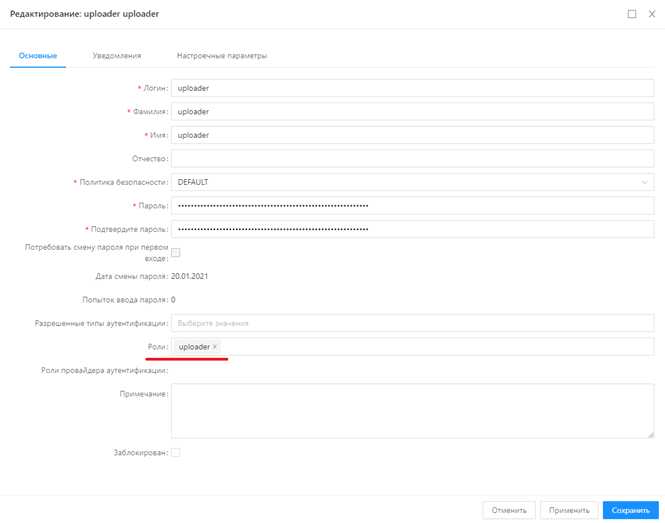 Редактирование: uploader uploader
Основные Уведомления Настроечные параметры
* Логин: uploader
* Фамилия: uploader
* Имя: uploader
Отчество:
* Политика безопасности: DEFAULT
* Пароль: ••••••••••••••••••••••••••••••••••••••••••••••••••••••••••••
* Подтвердите пароль: ••••••••••••••••••••••••••••••••••••••••••••••••••••••••••••
Потребовать смену пароля при первом
входе:
Дата смены пароля: 20.01.2021
Попыток ввода пароля: 0
Разрешенные типы аутентификации: Выберите значения
Роли: uploader ×
Роли провайдера аутентификации:
Примечание:
Заблокирован:
Отменить Применить Сохранить